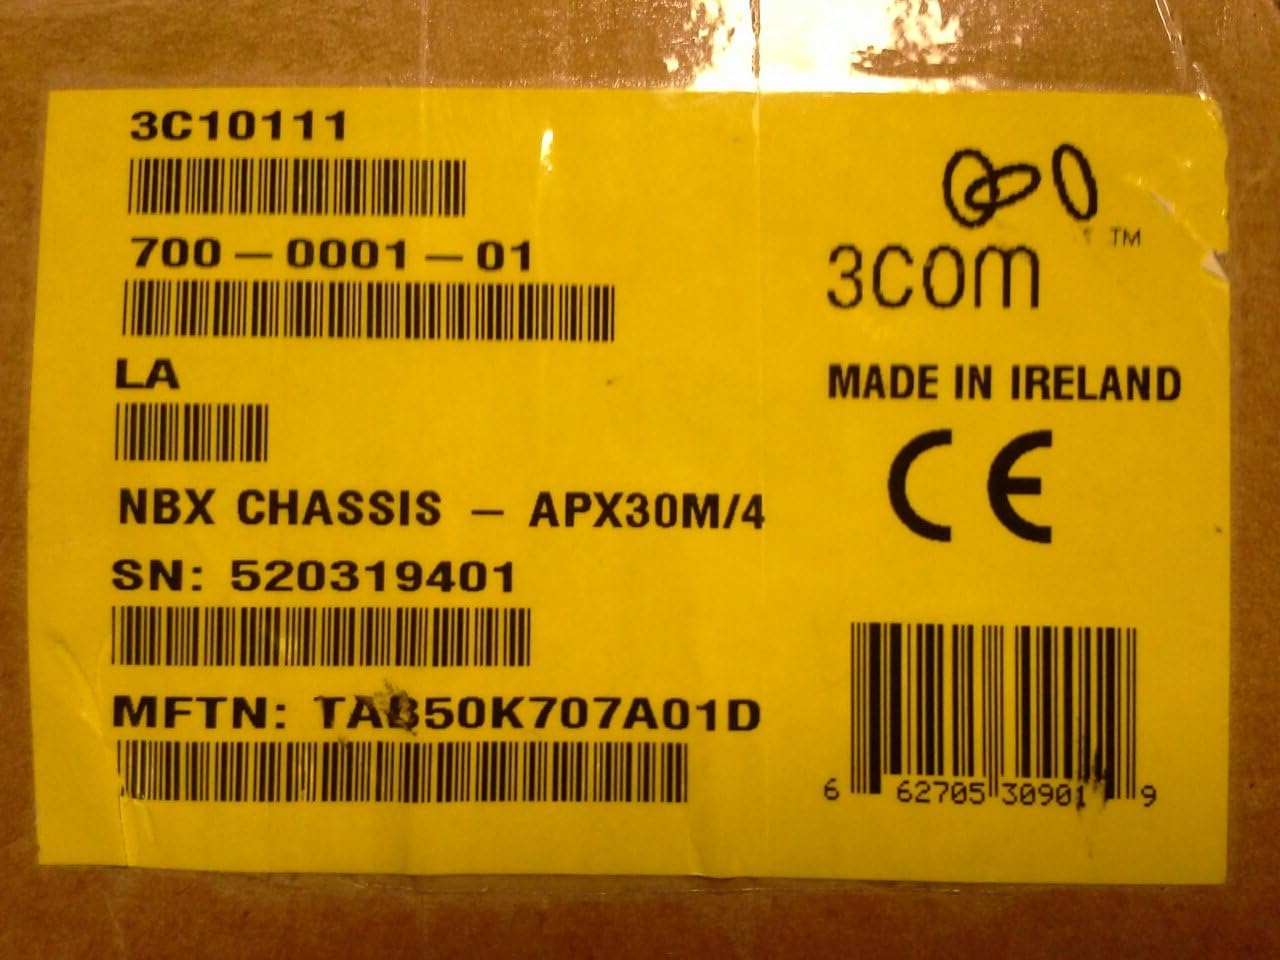 3C10111
700-0001-01
LA
NBX CHASSIS - APX30M/4
SN: 520319401
MFTN: TAB50K707A01D
TM
3COM
MADE IN IRELAND
CE
6 62705 30901 9